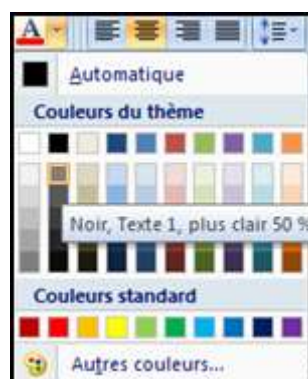 A
Automatique
Couleurs du thème
Noir, Texte 1, plus clair 50 %
Couleurs standard
Autres couleurs...